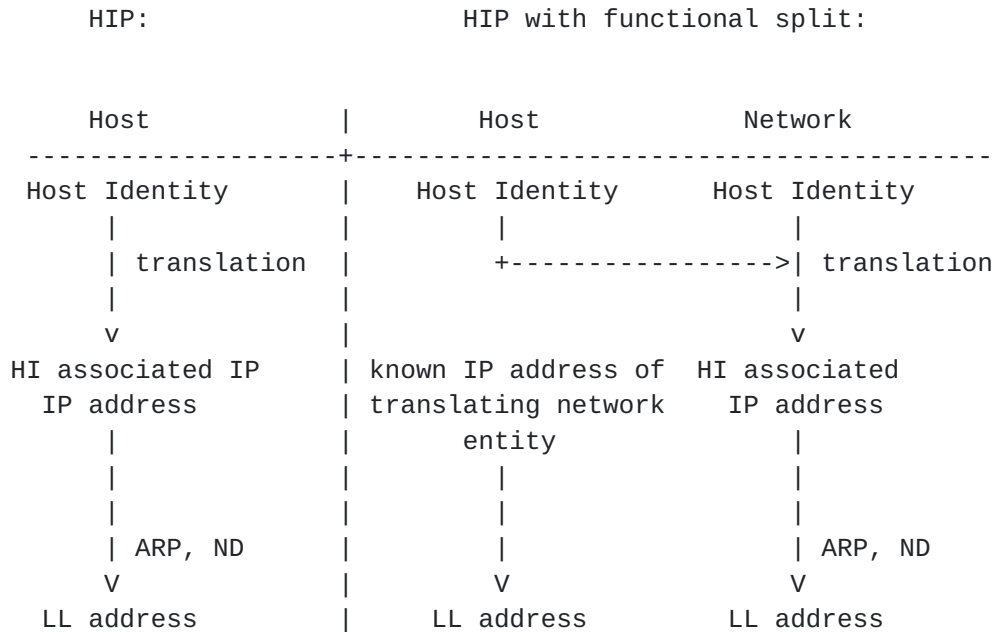 HIP: HIP with functional split:
Host | Host Network
--------------------+-----------------------------------------
Host Identity | Host Identity Host Identity
| | | |
| translation | +----------------->| translation
| | |
v | v
HI associated IP | known IP address of HI associated
IP address | translating network IP address
| | entity |
| | | |
| | | |
| ARP, ND | | | ARP, ND
V | V V
LL address | LL address LL address